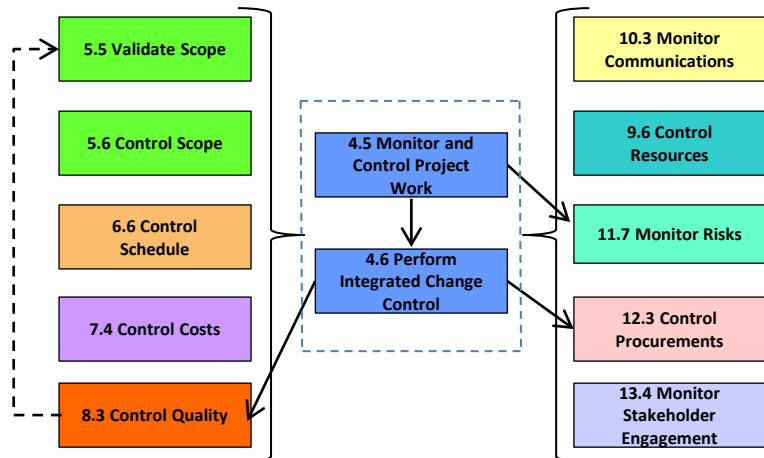 5.5 Validate Scope
5.6 Control Scope
6.6 Control
Schedule
7.4 Control Costs
8.3 Control Quality
4.5 Monitor and
Control Project
Work
4.6 Perform
Integrated Change
Control
10.3 Monitor
Communications
9.6 Control
Resources
11.7 Monitor Risks
12.3 Control
Procurements
13.4 Monitor
Stakeholder
Engagement